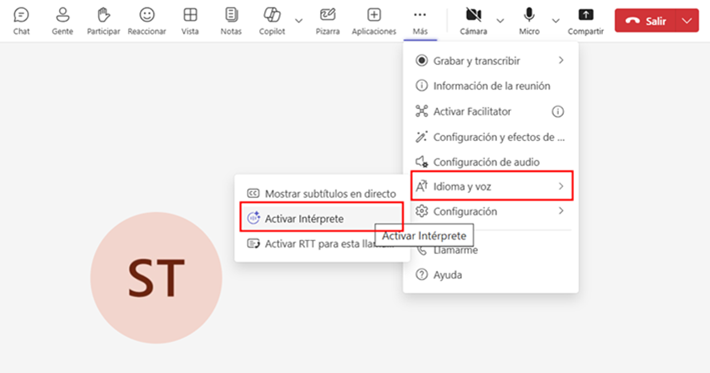 Chat Gente Participar Reaccionar Vista Notas Copilot Pizarra Aplicaciones Más Cámara Micro Compartir Salir
Grabar y transcribir
Información de la reunión
Activar Facilitator
Configuración y efectos de ...
Configuración de audio
Idioma y voz
Configuración
Llamarme
Ayuda
CC Mostrar subtítulos en directo
Activar Intérprete
Activar RTT para esta
Activar Intérprete
ST